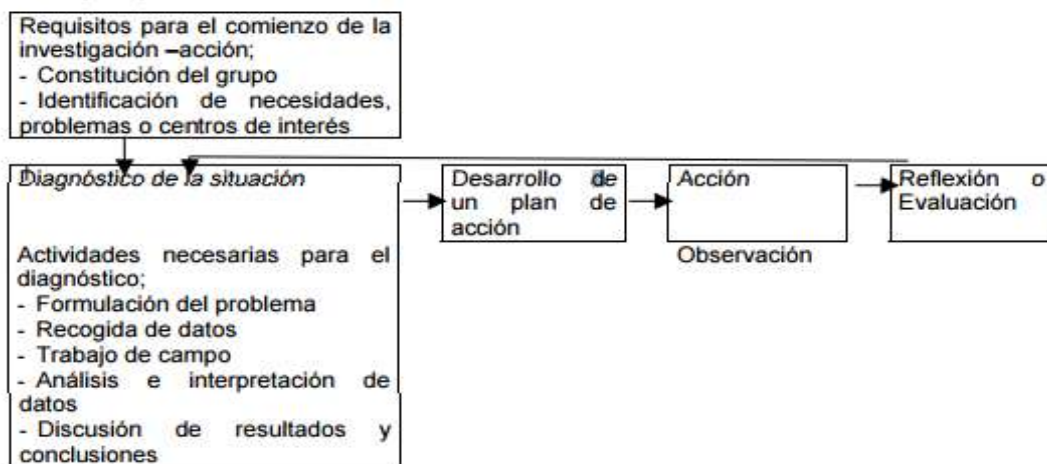 Requisitos para el comienzo de la
investigación –acción;
- Constitución del grupo
- Identificación de necesidades,
problemas o centros de interés
Diagnóstico de la situación
Actividades necesarias para el
diagnóstico;
- Formulación del problema
- Recogida de datos
- Trabajo de campo
- Análisis e interpretación de
datos
- Discusión de resultados y
conclusiones
Desarrollo de
un plan de
acción
Acción
Observación
Reflexión o
Evaluación